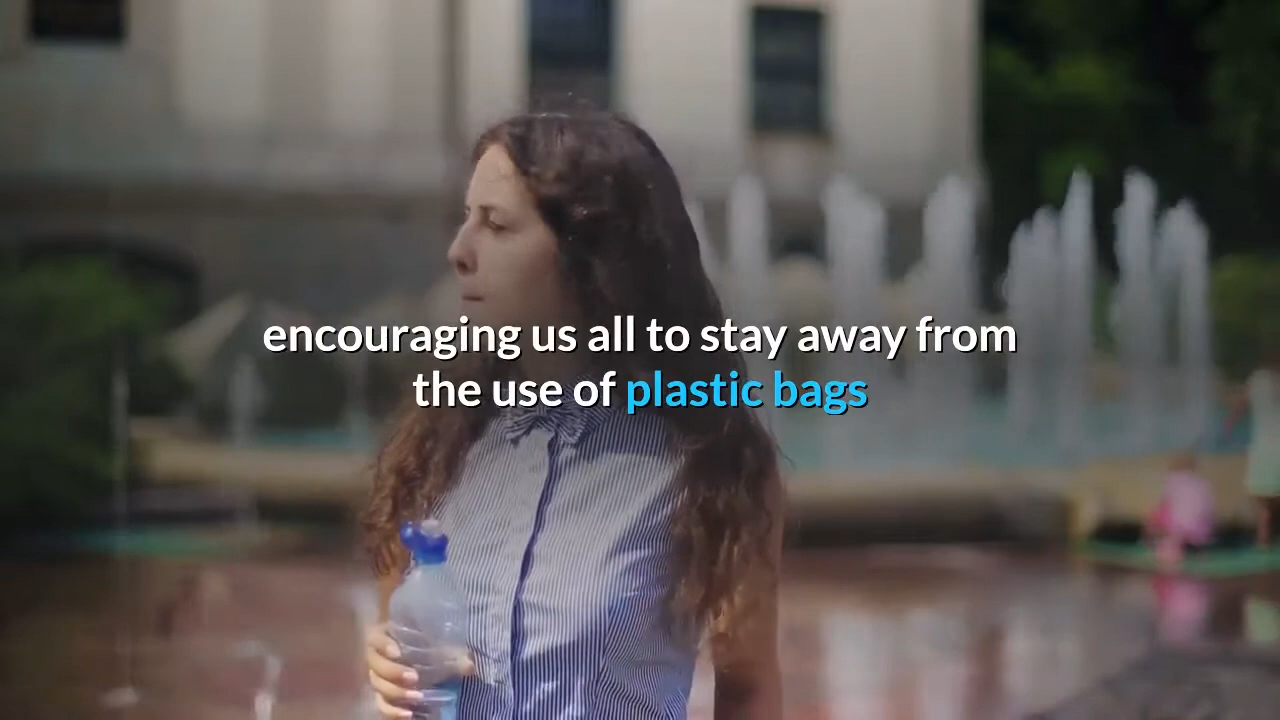 encouraging us all to stay away from
the use of plastic bags